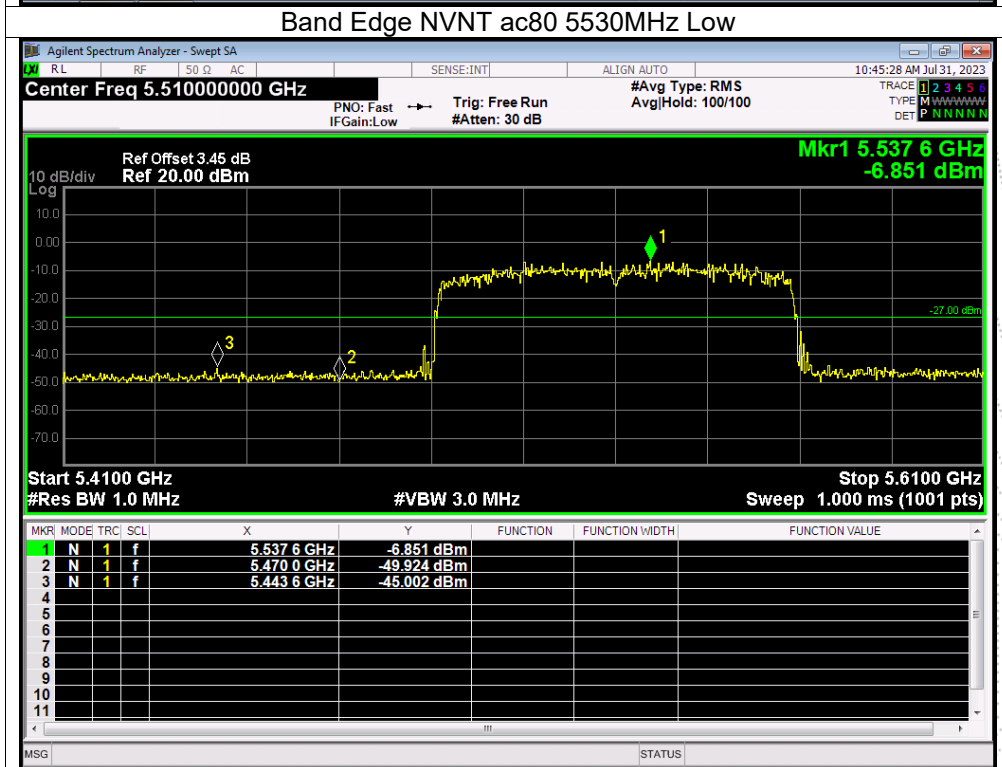 Band Edge NVNT ac80 5530MHz Low
Agilent Spectrum Analyzer - Swept SA
LXI RL RF 50 Ω AC SENSE:INT ALIGN AUTO 10:45:28 AM Jul 31, 2023
Center Freq 5.510000000 GHz #Avg Type: RMS TRACE 1 2 3 4 5 6
PNO: Fast Trig: Free Run Avg|Hold: 100/100 TYPE M WWWWW
IFGain:Low #Atten: 30 dB DET P N N N N N
Mkr1 5.537 6 GHz
Ref Offset 3.45 dB
10 dB/div Ref 20.00 dBm -6.851 dBm
Log
10.0
1
0.00
-10.0
-20.0
-27.00 dBm
-30.0
3
-40.0
2
-50.0
-60.0
-70.0
Start 5.4100 GHz Stop 5.6100 GHz
#Res BW 1.0 MHz #VBW 3.0 MHz Sweep 1.000 ms (1001 pts)
MKR MODE TRC SCL X Y FUNCTION FUNCTION WIDTH FUNCTION VALUE
1 N 1 f 5.537 6 GHz -6.851 dBm
2 N 1 f 5.470 0 GHz -49.924 dBm
3 N 1 f 5.443 6 GHz -45.002 dBm
4
5
6
7
8
9
10
11
MSG STATUS